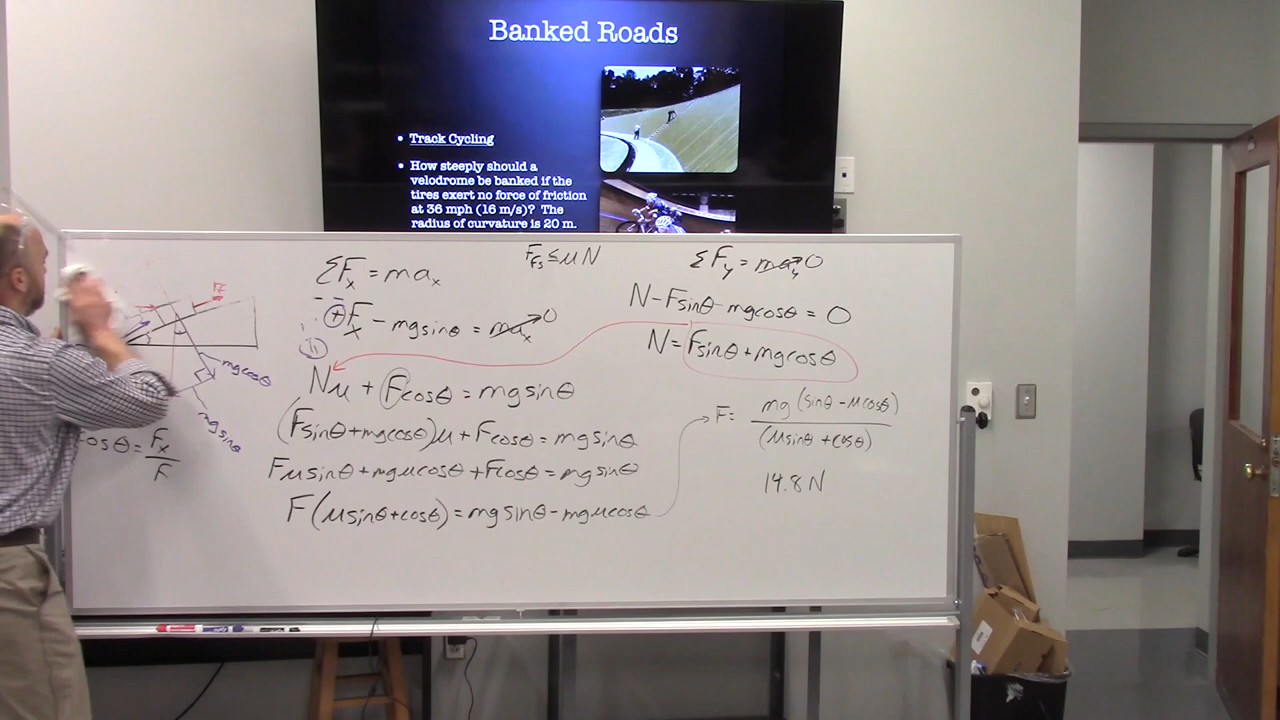 Banked Roads
• Track Cycling
• How steeply should a
velodrome be banked if the
tires exert no force of friction
at 36 mph (16 m/s)? The
radius of curvature is 20 m.
ΣFx = max
Ffs ≤ μN
ΣFy = may 0
+ Fx - mgsinθ = max 0
N - Fsinθ - mgcosθ = 0
N = Fsinθ + mgcosθ
Nμ + Fcosθ = mgsinθ
(Fsinθ + mgcosθ)μ + Fcosθ = mgsinθ
Fμsinθ + mgμcosθ + Fcosθ = mgsinθ
F(μsinθ + cosθ) = mgsinθ - mgμcosθ
F = mg(sinθ - μcosθ)
(μsinθ + cosθ)
14.8 N
mgcosθ
mgsinθ
cosθ = Fx
F